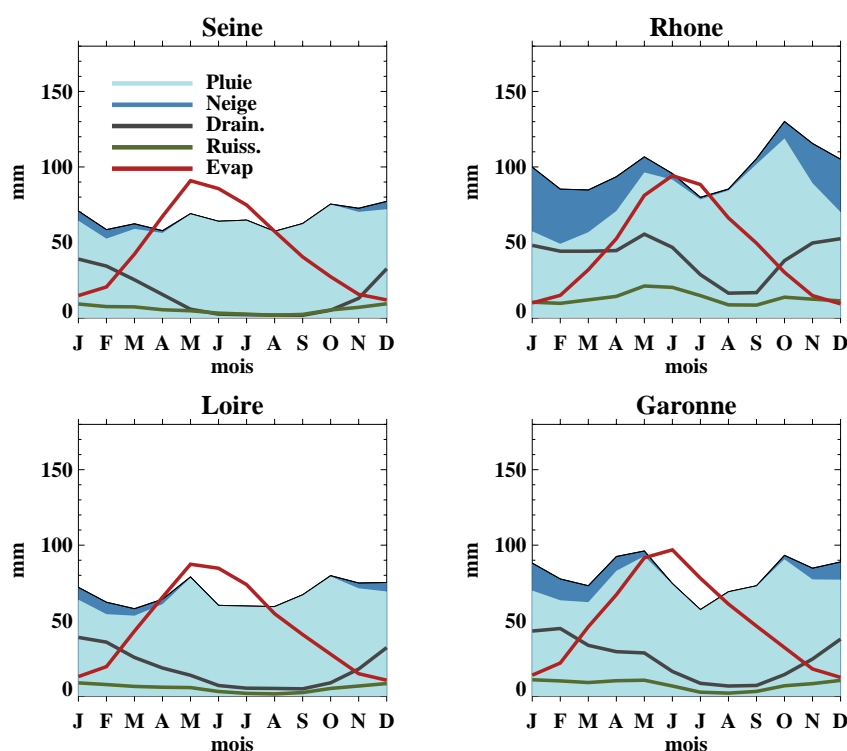 Seine
Pluie
Neige
Drain.
Ruiss.
Evap
150
100
50
0
mm
J F M A M J J A S O N D
mois
Rhone
150
100
50
0
mm
J F M A M J J A S O N D
mois
Loire
150
100
50
0
mm
J F M A M J J A S O N D
mois
Garonne
150
100
50
0
mm
J F M A M J J A S O N D
mois